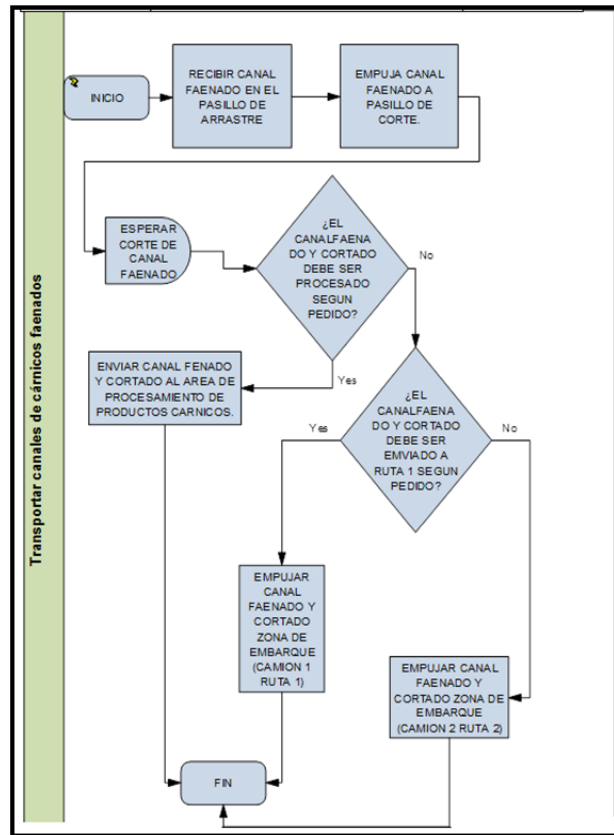 Transportar canales de cárnicos faenados
INICIO
RECIBIR CANAL
FAENADO EN EL
PASILLO DE
ARRASTRE
EMPUJA CANAL
FAENADO A
PASILLO DE
CORTE.
ESPERAR
CORTE DE
CANAL
FAENADO
¿EL
CANALFAENA
DO Y CORTADO
DEBE SER
PROCESADO
SEGUN
PEDIDO?
No
Yes
ENVIAR CANAL FENADO
Y CORTADO AL AREA DE
PROCESAMIENTO DE
PRODUCTOS CARNICOS.
¿EL
CANALFAENA
DO Y CORTADO
DEBE SER
EMVIADO A
RUTA 1 SEGUN
PEDIDO?
Yes
No
EMPUJAR
CANAL
FAENADO Y
CORTADO
ZONA DE
EMBARQUE
(CAMION 1
RUTA 1)
EMPUJAR CANAL
FAENADO Y
CORTADO ZONA DE
EMBARQUE
(CAMION 2 RUTA 2)
FIN